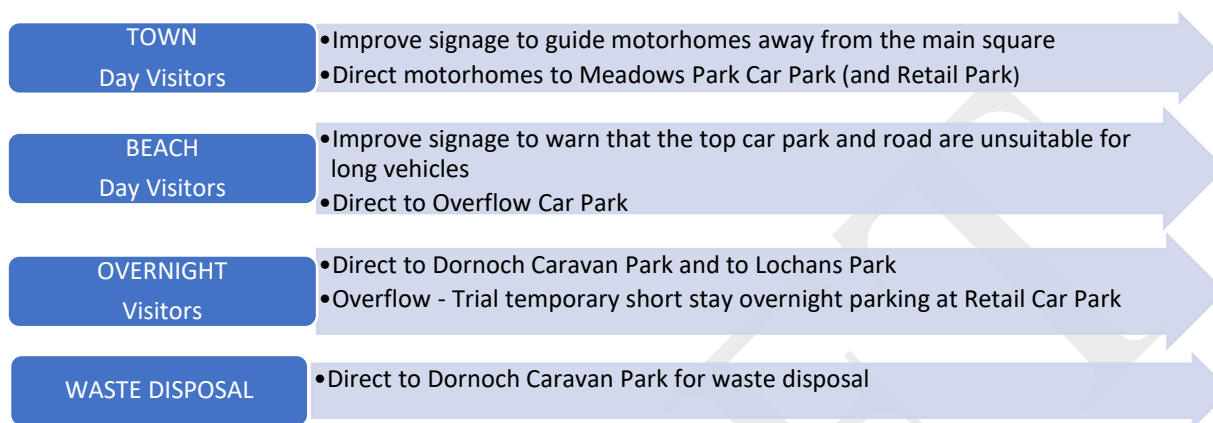 TOWN
Day Visitors
•Improve signage to guide motorhomes away from the main square
•Direct motorhomes to Meadows Park Car Park (and Retail Park)
BEACH
Day Visitors
•Improve signage to warn that the top car park and road are unsuitable for
long vehicles
•Direct to Overflow Car Park
OVERNIGHT
Visitors
•Direct to Dornoch Caravan Park and to Lochans Park
•Overflow - Trial temporary short stay overnight parking at Retail Car Park
WASTE DISPOSAL
•Direct to Dornoch Caravan Park for waste disposal